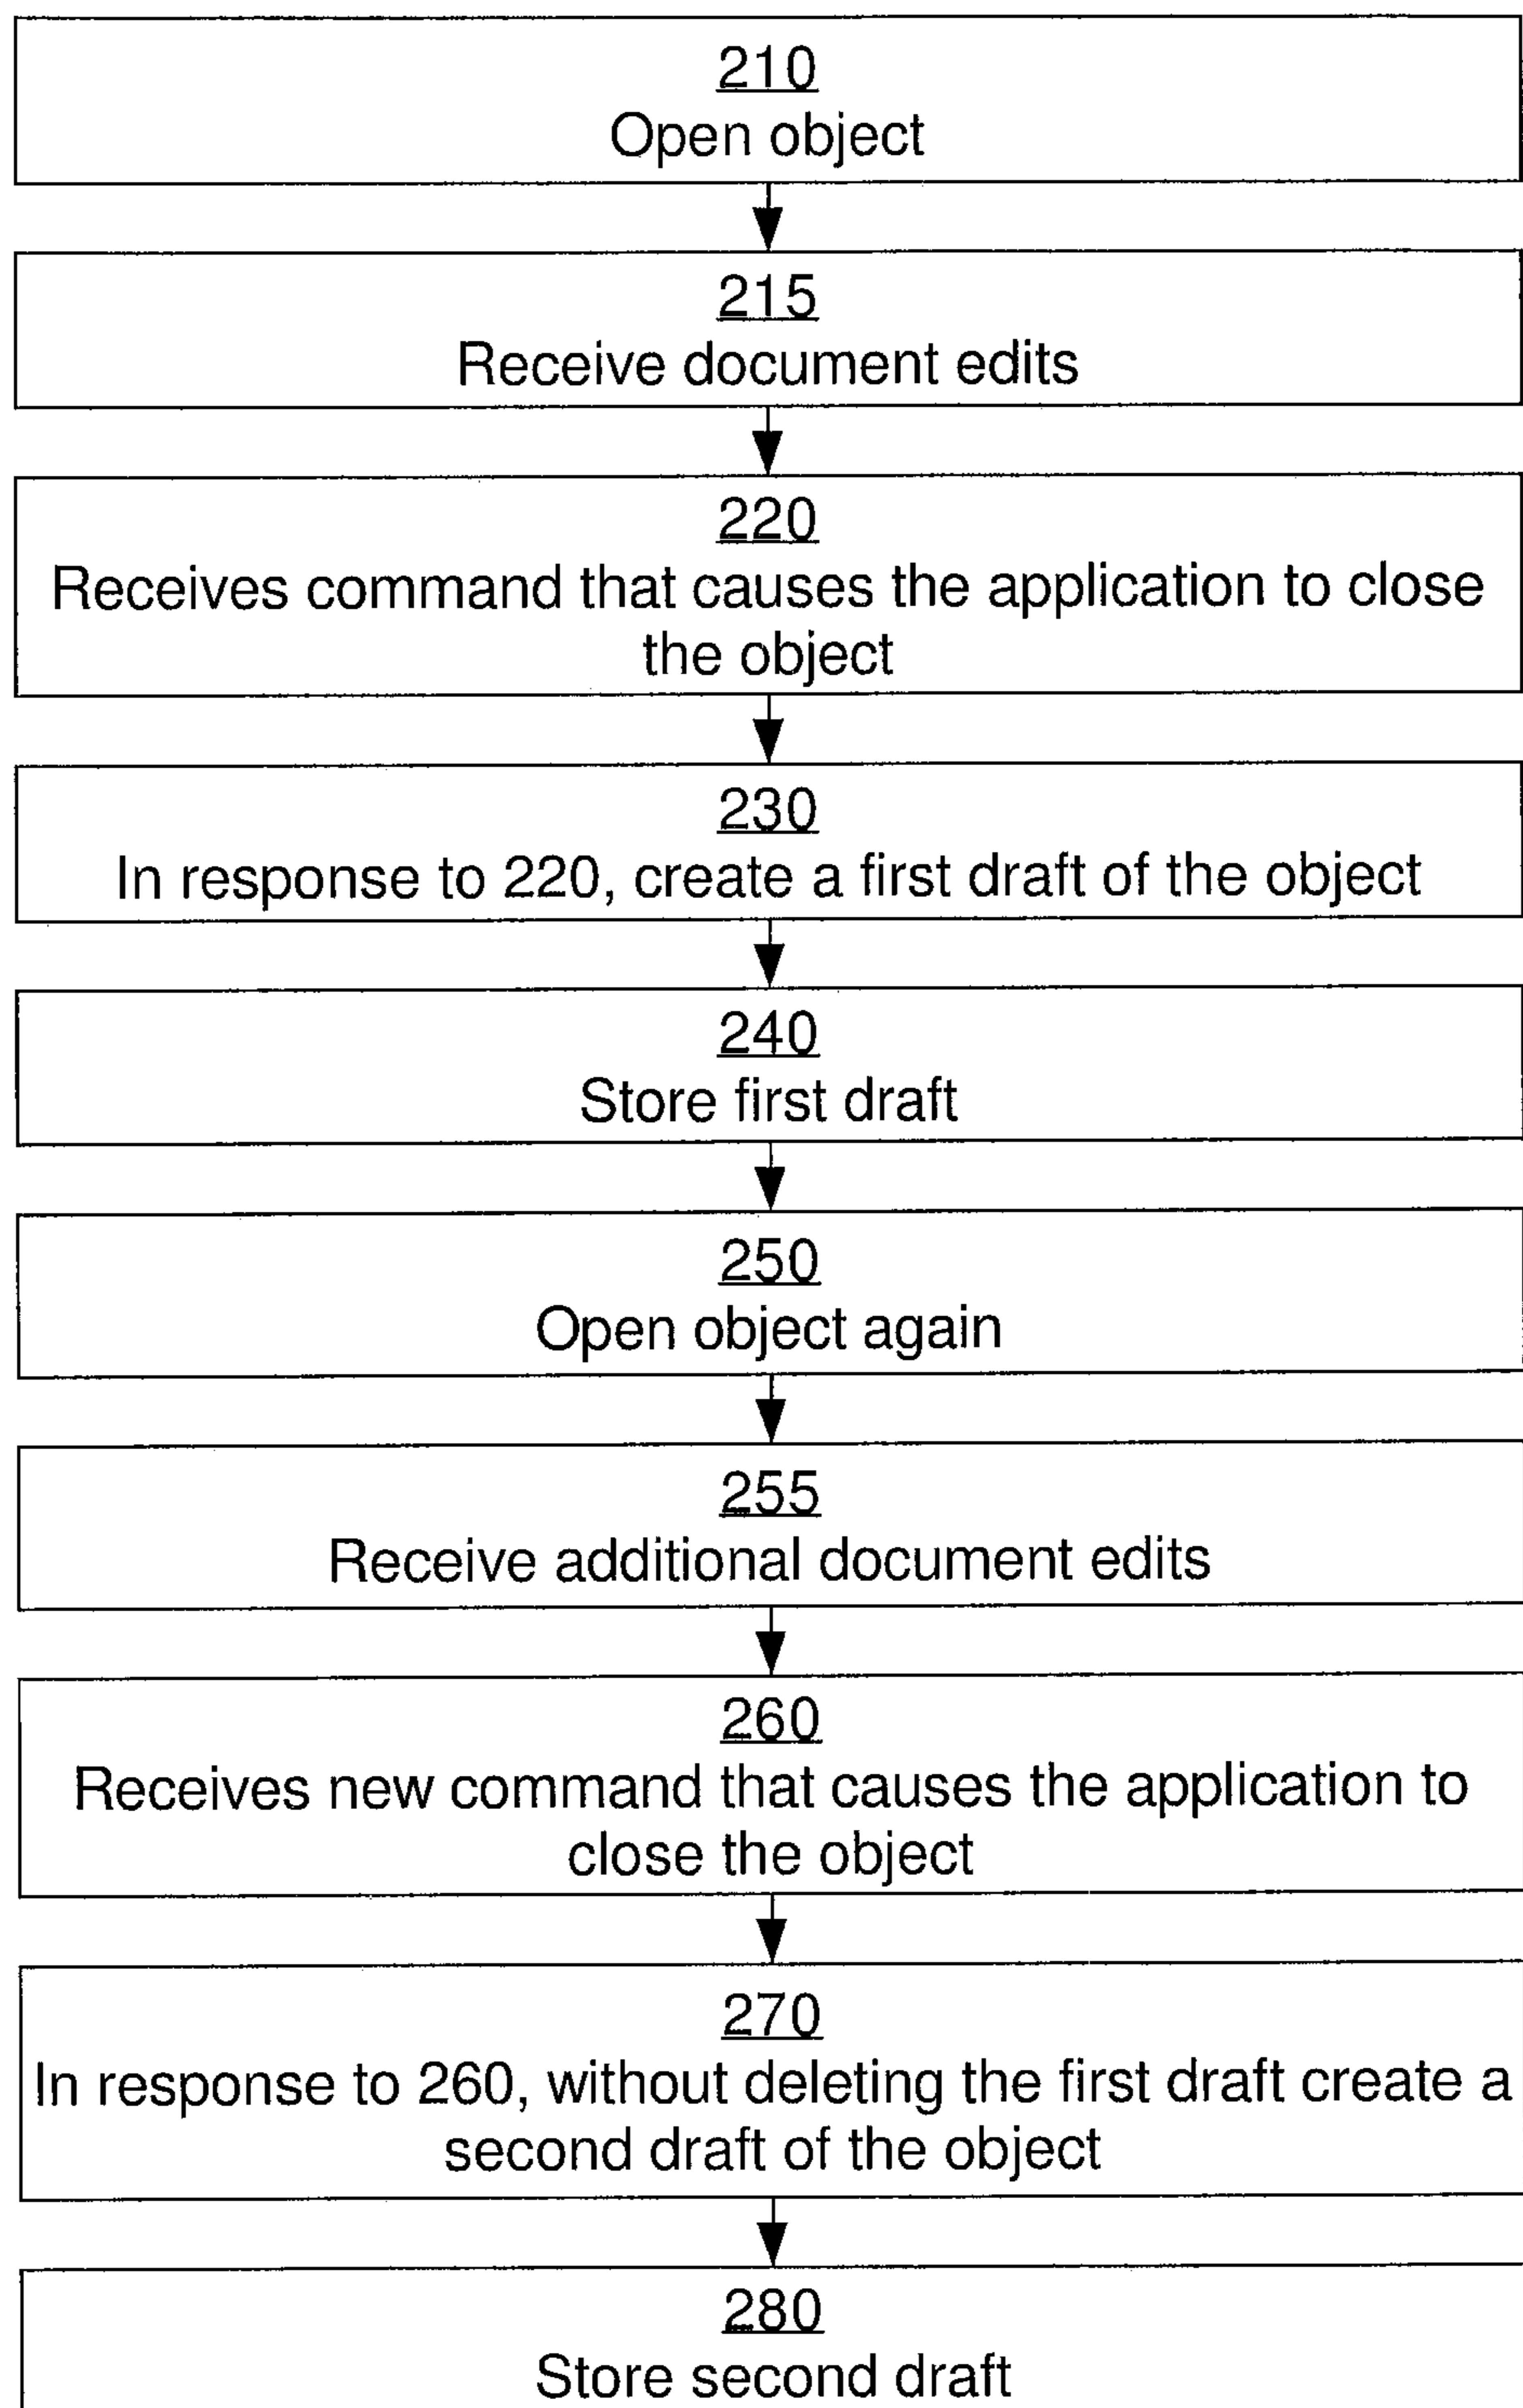 210
Open object
215
Receive document edits
220
Receives command that causes the application to close
the object
230
In response to 220, create a first draft of the object
240
Store first draft
250
Open object again
255
Receive additional document edits
260
Receives new command that causes the application to
close the object
270
In response to 260, without deleting the first draft create a
second draft of the object
280
Store second draft